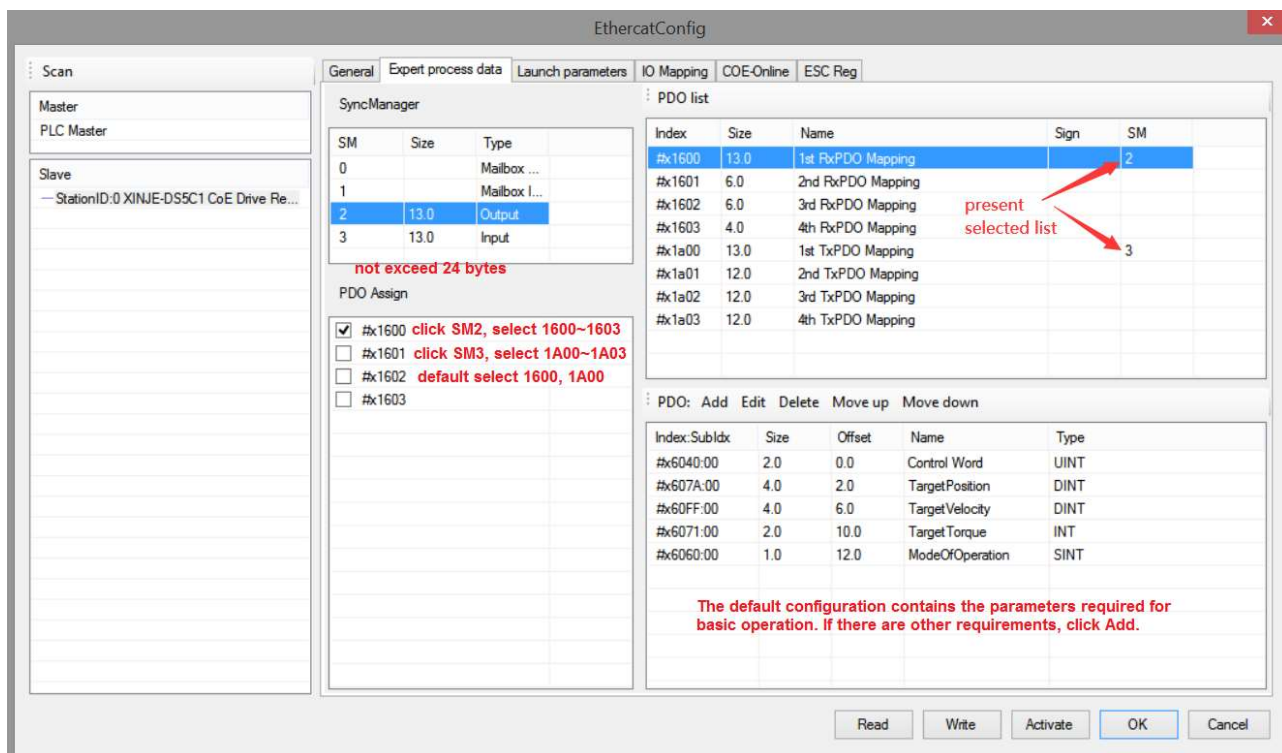 EthercatConfig
Scan
Master
PLC Master
Slave
StationID:0 XINJE-DS5C1 CoE Drive Re...
General Expert process data Launch parameters IO Mapping COE-Online ESC Reg
SyncManager
SM Size Type
0 Mailbox ...
1 Mailbox I...
2 13.0 Output
3 13.0 Input
not exceed 24 bytes
PDO Assign
#x1600 click SM2, select 1600~1603
#x1601 click SM3, select 1A00~1A03
#x1602 default select 1600, 1A00
#x1603
PDO list
Index Size Name Sign SM
#x1600 13.0 1st RxPDO Mapping 2
#x1601 6.0 2nd RxPDO Mapping
#x1602 6.0 3rd RxPDO Mapping
#x1603 4.0 4th RxPDO Mapping
#x1a00 13.0 1st TxPDO Mapping 3
#x1a01 12.0 2nd TxPDO Mapping
#x1a02 12.0 3rd TxPDO Mapping
#x1a03 12.0 4th TxPDO Mapping
present
selected list
PDO: Add Edit Delete Move up Move down
Index:SubIdx Size Offset Name Type
#x6040:00 2.0 0.0 Control Word UINT
#x607A:00 4.0 2.0 TargetPosition DINT
#x60FF:00 4.0 6.0 TargetVelocity DINT
#x6071:00 2.0 10.0 TargetTorque INT
#x6060:00 1.0 12.0 ModeOfOperation SINT
The default configuration contains the parameters required for
basic operation. If there are other requirements, click Add.
Read Write Activate OK Cancel